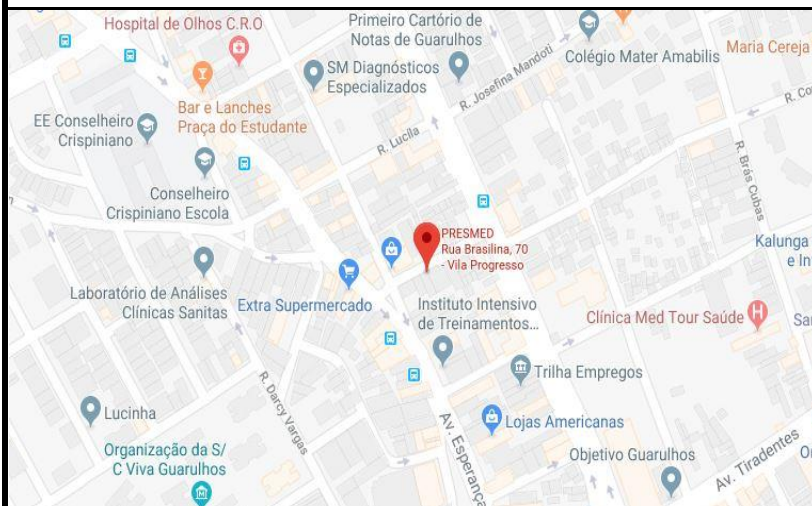 Hospital de Olhos C.R.O
Primeiro Cartório de
Notas de Guarulhos
Colégio Mater Amabilis
Maria Cereja
SM Diagnósticos
Especializados
R. Josefina Mandoti
Bar e Lanches
Praça do Estudante
EE Conselheiro
Crispiniano
R. Lucila
R. Brás Cubas
Conselheiro
Crispiniano Escola
PRESMED
Rua Brasilina, 70
- Vila Progresso
Kalunga
Laboratório de Análises
Clínicas Sanitas
Extra Supermercado
Instituto Intensivo
de Treinamentos...
Clínica Med Tour Saúde
H
Trilha Empregos
R. Darcy Vargas
Lucinha
Av. Esperança
Lojas Americanas
Organização da S/
C Viva Guarulhos
Objetivo Guarulhos
Av. Tiradentes